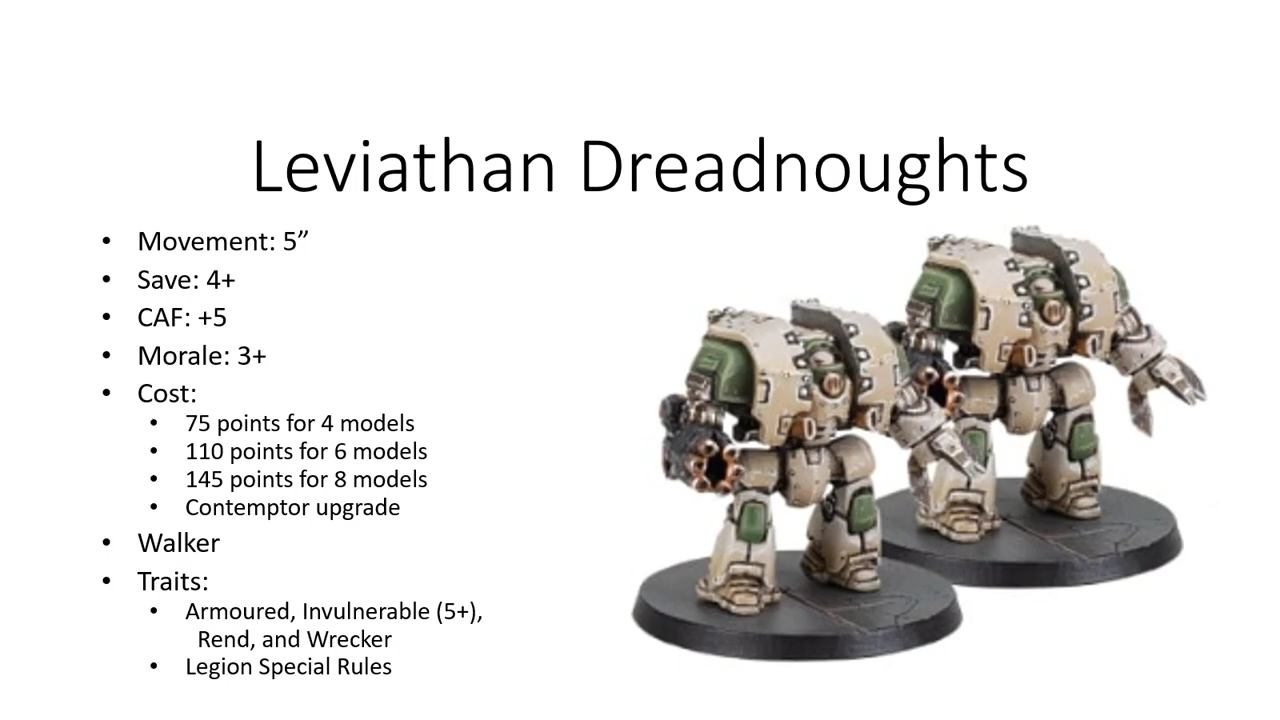 Leviathan Dreadnoughts
• Movement: 5”
• Save: 4+
• CAF: +5
• Morale: 3+
• Cost:
• 75 points for 4 models
• 110 points for 6 models
• 145 points for 8 models
• Contemptor upgrade
• Walker
• Traits:
• Armoured, Invulnerable (5+),
Rend, and Wrecker
• Legion Special Rules